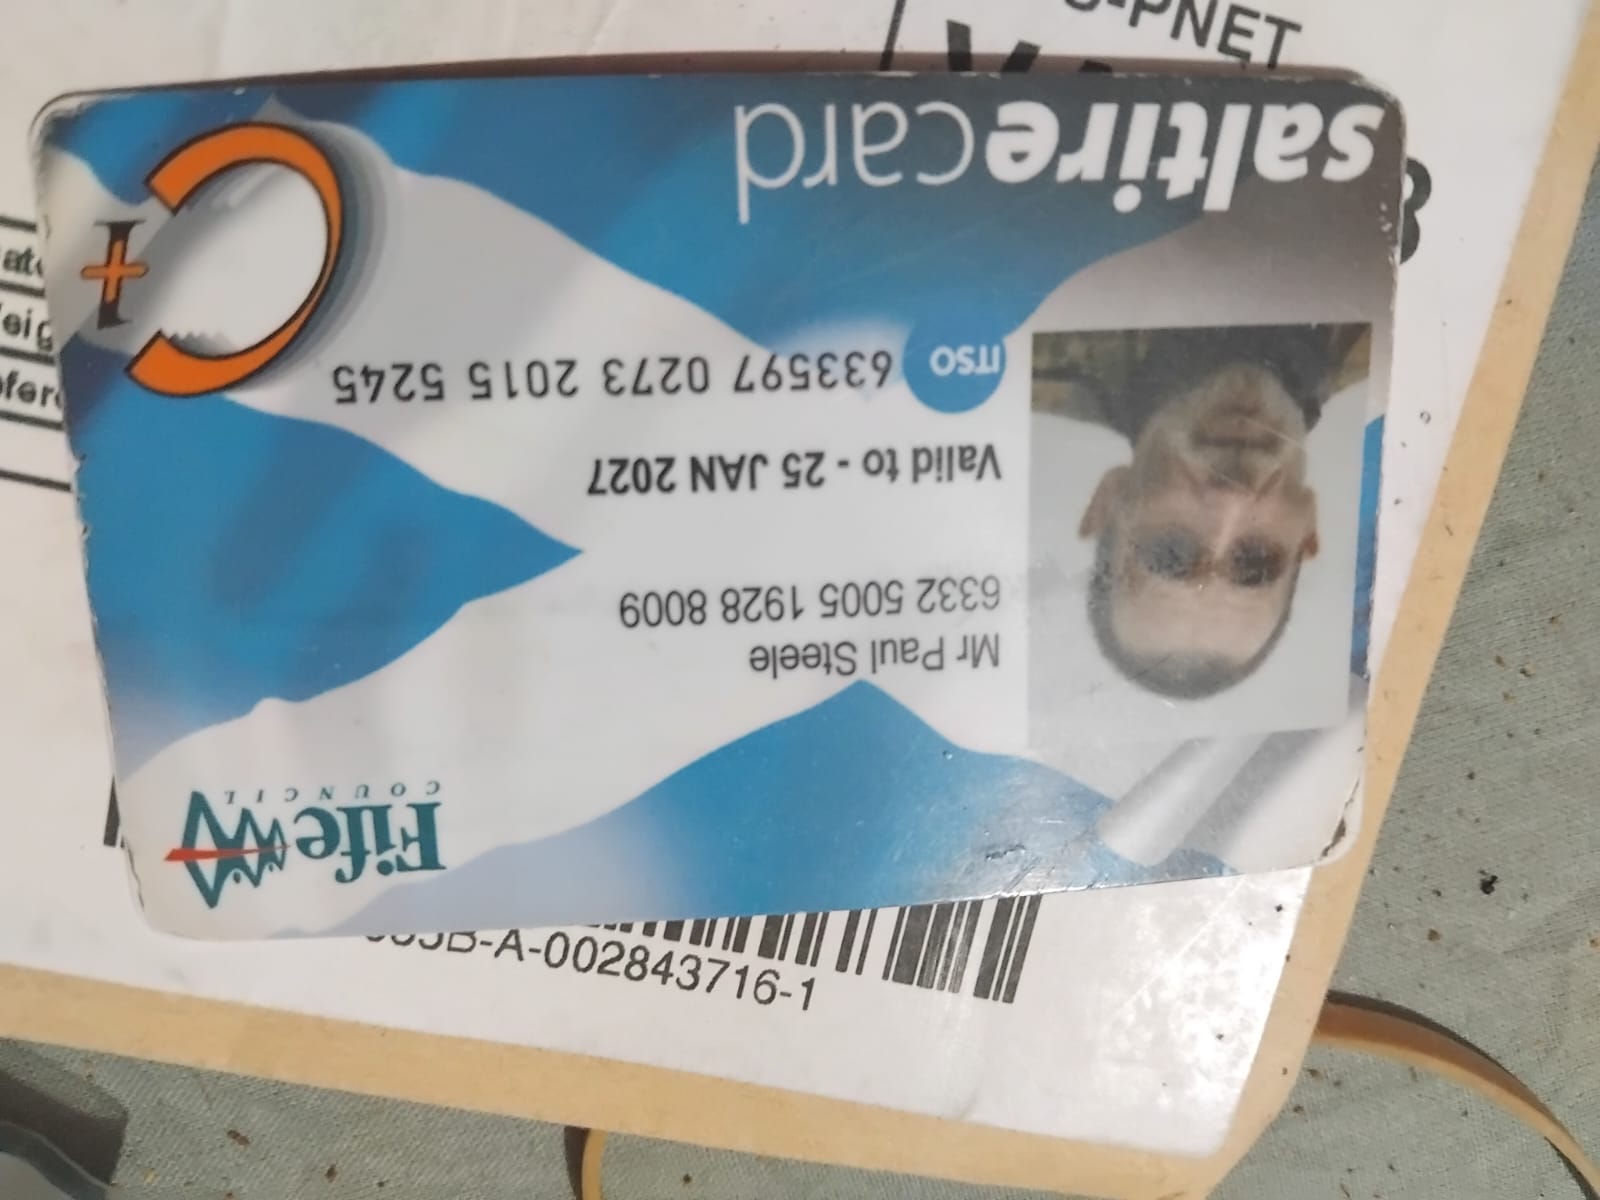 Fife
COUNCIL
Mr Paul Steele
6332 5005 1928 8009
Valid to - 25 JAN 2027
ITSO 633597 0273 2015 5245
C
+1
saltirecard
B-A-002843716-1
PNET